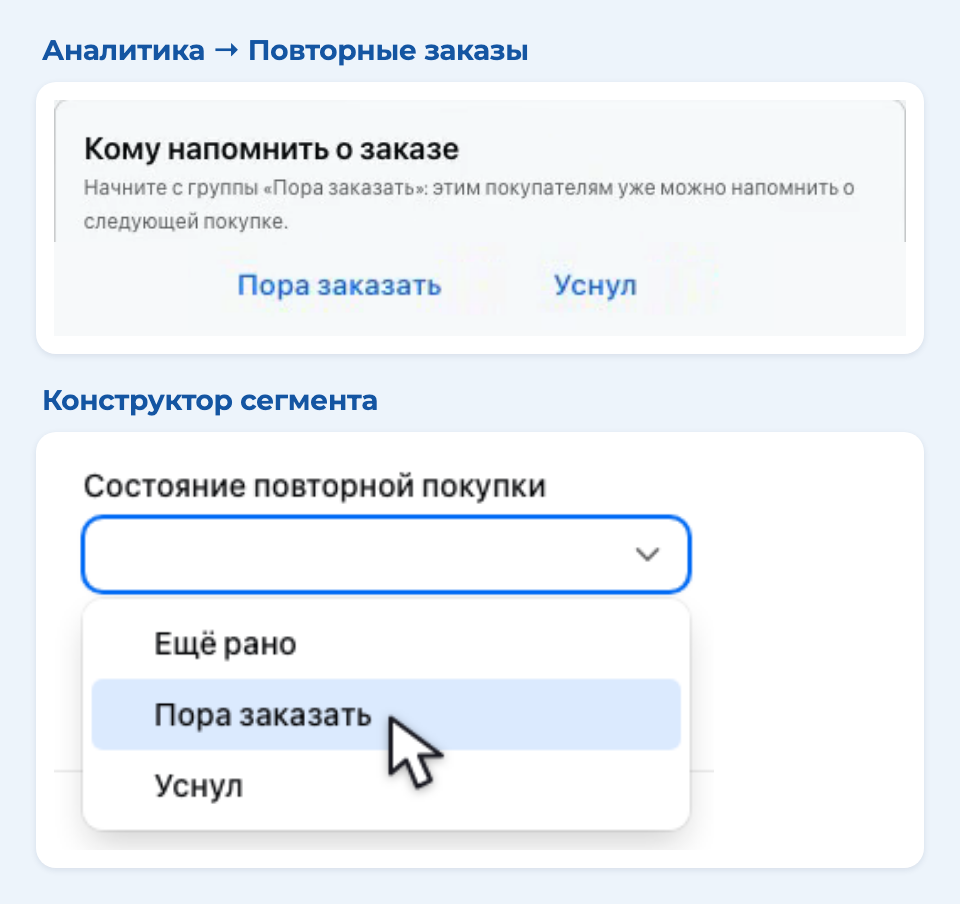 Аналитика → Повторные заказы
Кому напомнить о заказе
Начните с группы «Пора заказать»: этим покупателям уже можно напомнить о
следующей покупке.
Пора заказать Уснул
Конструктор сегмента
Состояние повторной покупки
Ещё рано
Пора заказать
Уснул